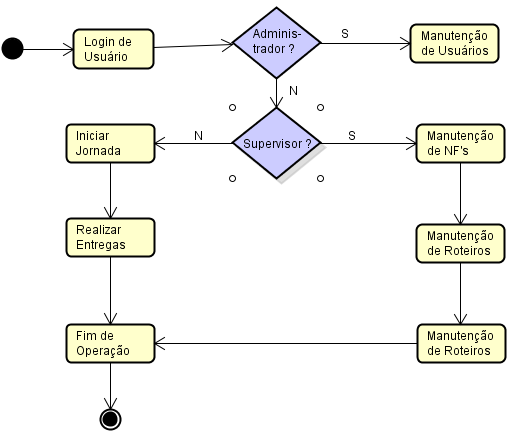 Login de
Usuário
Adminis-
trador ?
S
Manutenção
de Usuários
N
Iniciar
Jornada
N
Supervisor ?
S
Manutenção
de NF's
Realizar
Entregas
Manutenção
de Roteiros
Fim de
Operação
Manutenção
de Roteiros